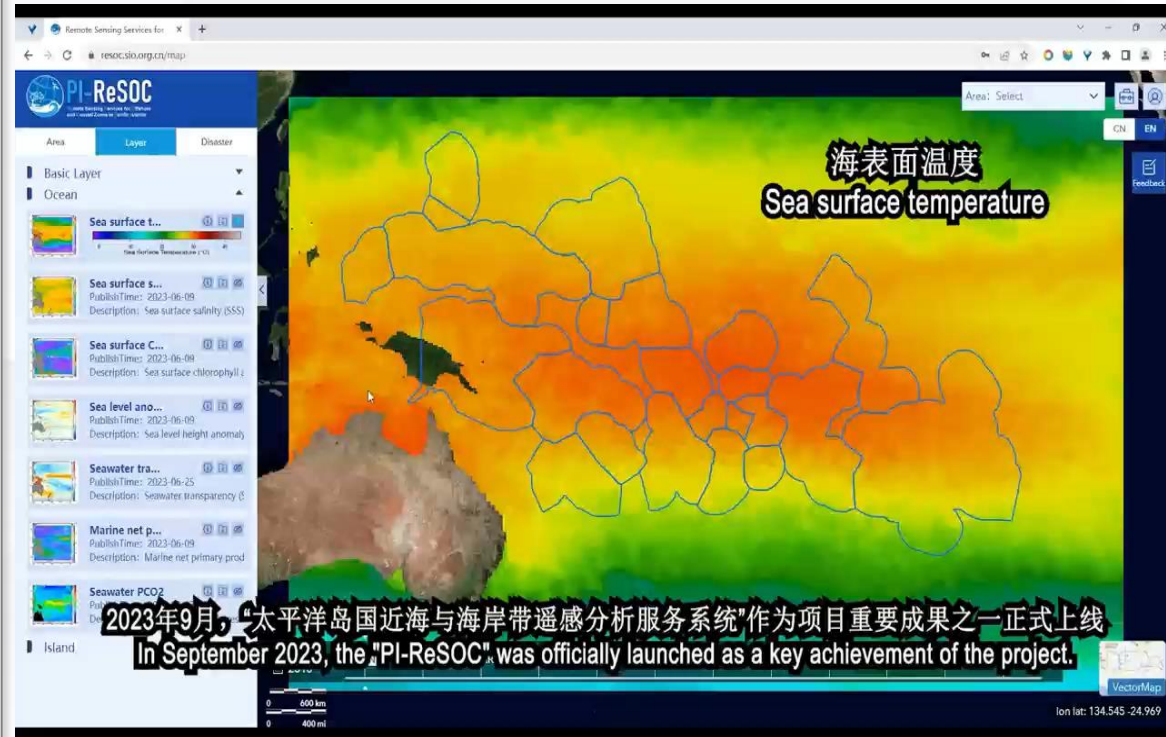 Remote Sensing Services for
resoc.sio.org.cn/map
PI-ReSOC
Area: Select
CN EN
Feedback
Area Layer Disaster
Basic Layer
Ocean
Sea surface t...
Sea surface s...
PublishTime: 2023-06-09
Description: Sea surface salinity (SSS)
Sea surface C...
PublishTime: 2023-06-09
Description: Sea surface chlorophyll
Sea level ano...
PublishTime: 2023-06-09
Description: Sea level height anomaly
Seawater tra...
PublishTime: 2023-06-25
Description: Seawater transparency
Marine net p...
PublishTime: 2023-06-09
Description: Marine net primary prod
Seawater PCO2
Island
海表面温度
Sea surface temperature
2023年9月，“太平洋岛国近海与海岸带遥感分析服务系统”作为项目重要成果之一正式上线
In September 2023, the "PI-ReSOC" was officially launched as a key achievement of the project.
0 600 km
0 400 mi
VectorMap
lon lat: 134.545 -24.969